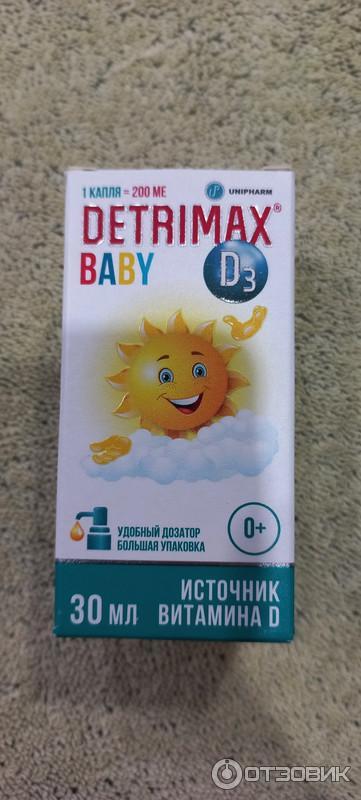 1 КАПЛЯ = 200 МЕ
UNIPHARM
DETRIMAX®
BABY
D3
УДОБНЫЙ ДОЗАТОР
БОЛЬШАЯ УПАКОВКА
0+
30 МЛ
ИСТОЧНИК
ВИТАМИНА D
ОТЗОВИК